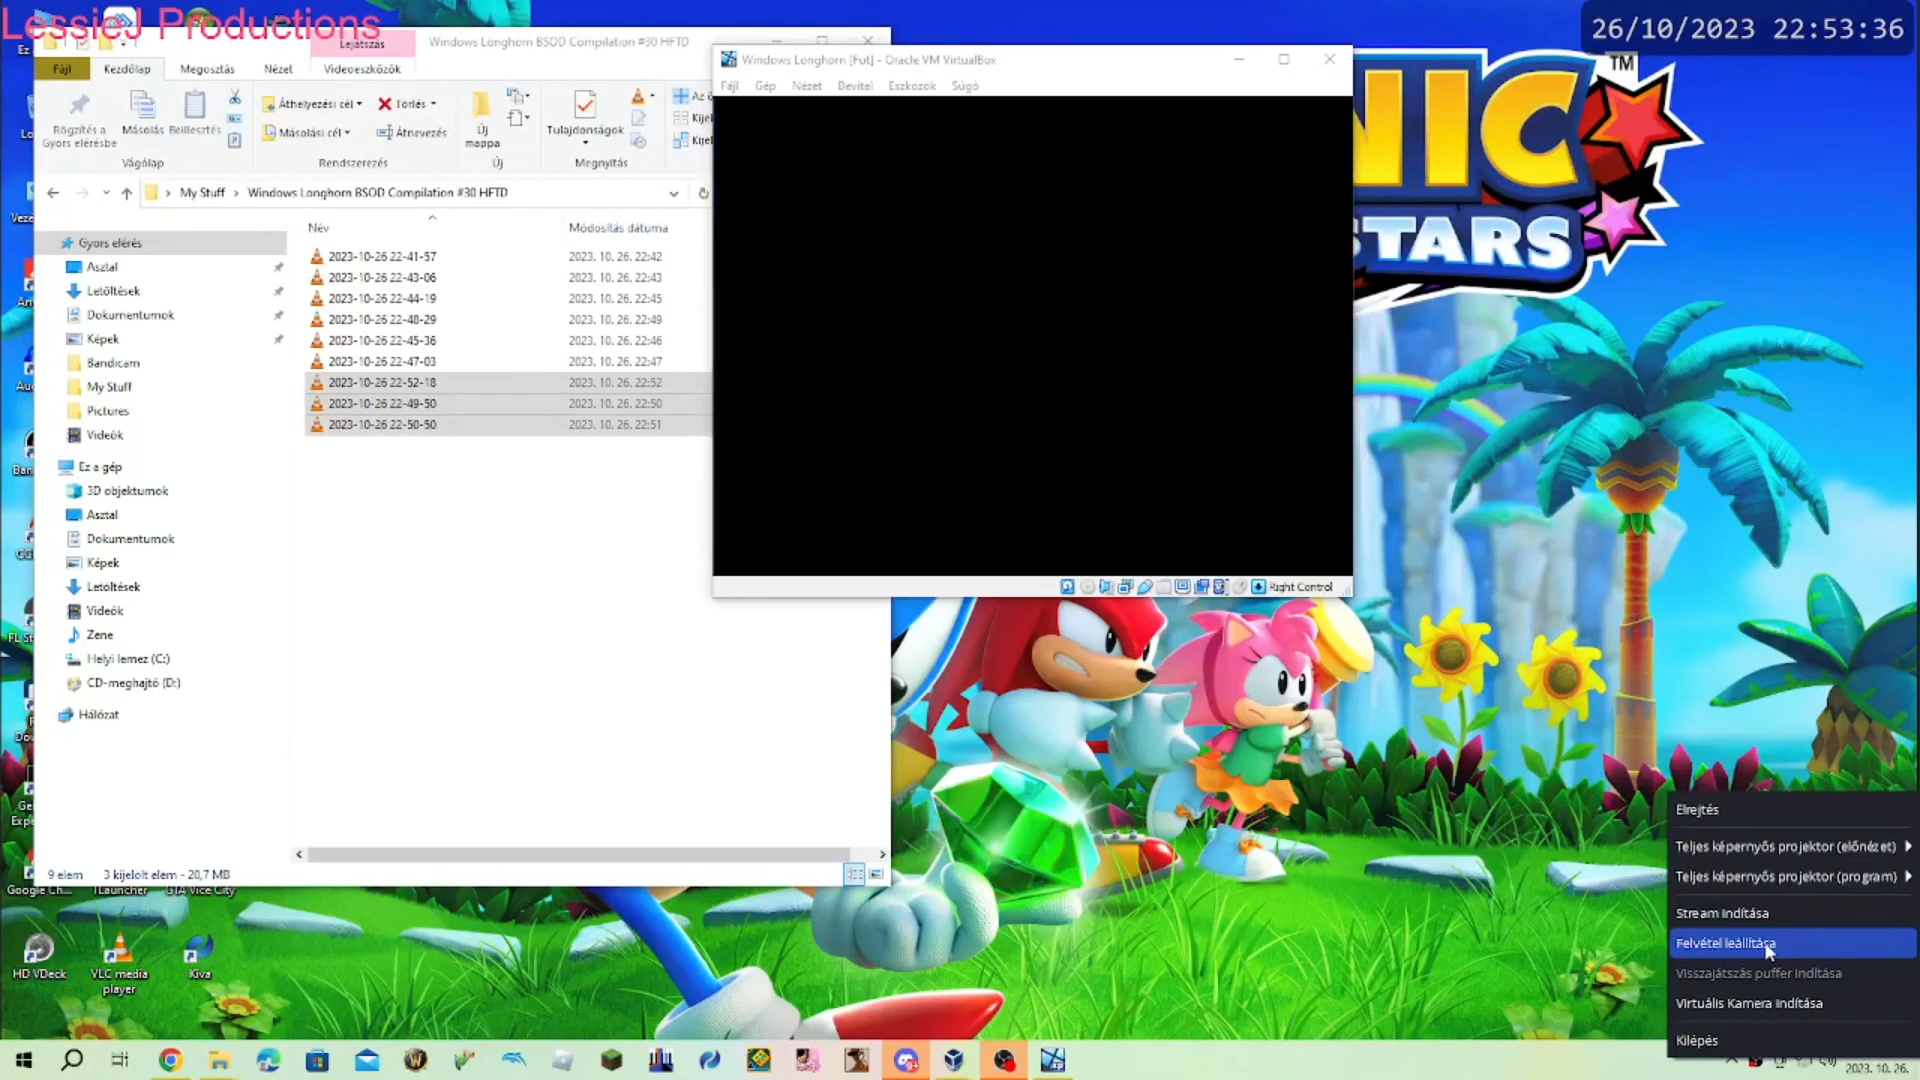 LessieJ Productions
26/10/2023 22:53:36
Lejátszás
Windows Longhorn BSOD Compilation #30 HFTD
Fájl
Kezdőlap
Megosztás
Nézet
Videoeszközök
Rögzítés a Gyors elérésbe
Másolás
Beillesztés
Áthelyezési cél
Másolási cél
Törlés
Átnevezés
Új mappa
Tulajdonságok
Vágólap
Rendszerezés
Új
Megnyitás
My Stuff
Windows Longhorn BSOD Compilation #30 HFTD
Név
Módosítás dátuma
2023-10-26 22-41-57 2023. 10. 26. 22:42
2023-10-26 22-43-06 2023. 10. 26. 22:43
2023-10-26 22-44-19 2023. 10. 26. 22:45
2023-10-26 22-48-29 2023. 10. 26. 22:49
2023-10-26 22-45-36 2023. 10. 26. 22:46
2023-10-26 22-47-03 2023. 10. 26. 22:47
2023-10-26 22-52-18 2023. 10. 26. 22:52
2023-10-26 22-49-50 2023. 10. 26. 22:50
2023-10-26 22-50-50 2023. 10. 26. 22:51
Gyors elérés
Asztal
Letöltések
Dokumentumok
Képek
Bandicam
My Stuff
Pictures
Videók
Ez a gép
3D objektumok
Asztal
Dokumentumok
Képek
Letöltések
Videók
Zene
Helyi lemez (C:)
CD-meghajtó (D:)
Hálózat
9 elem
3 kijelölt elem - 20,7 MB
Windows Longhorn [Fut] - Oracle VM VirtualBox
Fájl
Gép
Nézet
Bevitel
Eszközök
Súgó
Right Control
NIC
TM
STARS
Google Ch...
TLauncher
GTA Vice City
HD VDeck
VLC media player
Kiva
Elrejtés
Teljes képernyős projektor (előnézet)
Teljes képernyős projektor (program)
Stream indítása
Felvétel leállítása
Visszajátszás puffer indítása
Virtuális Kamera indítása
Kilépés
2023. 10. 26.